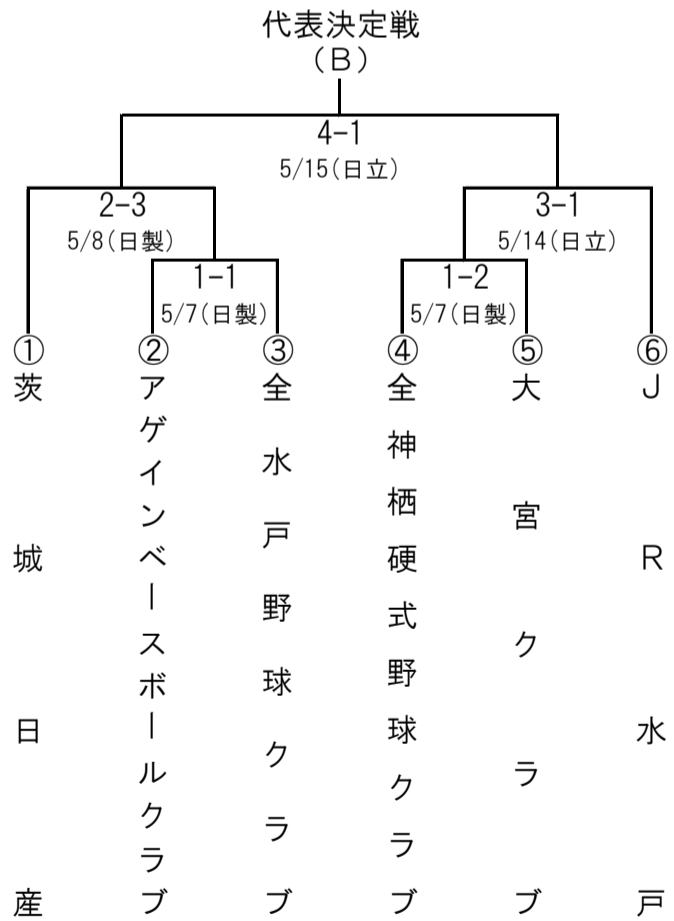 代表決定戦
(B)
4-1
5/15(日立)
2-3
5/8(日製)
3-1
5/14(日立)
1-1
5/7(日製)
1-2
5/7(日製)
①茨城日産
②アゲインベースボールクラブ
③全水戸野球クラブ
④全神栖硬式野球クラブ
⑤大宮クラブ
⑥JR水戸